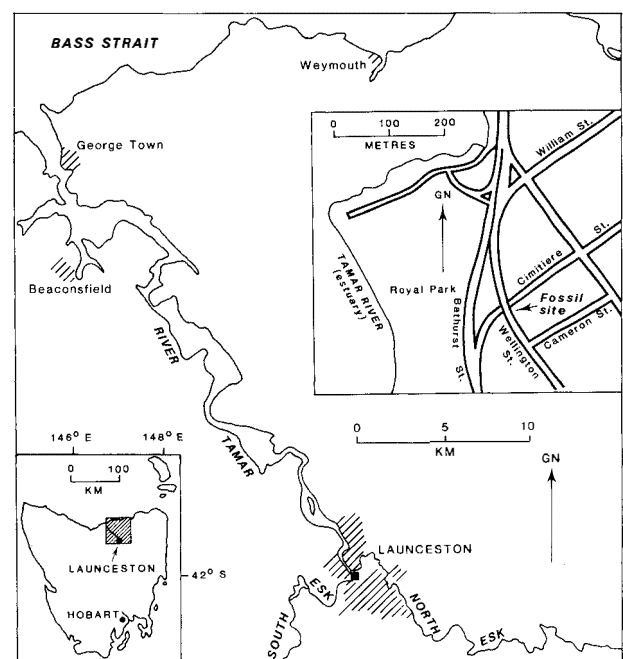 BASS STRAIT
Weymouth
George Town
Beaconsfield
RIVER
TAMAR
0 100 200
METRES
GN
William St.
Cimitiere St.
Fossil site
Cameron St.
Royal Park
TAMAR RIVER
(estuary)
Bathurst St.
Wellington St.
0 5 10
KM
GN
LAUNCESTON
SOUTH ESK
NORTH ESK
146° E 148° E
0 100
KM
LAUNCESTON
42° S
HOBART